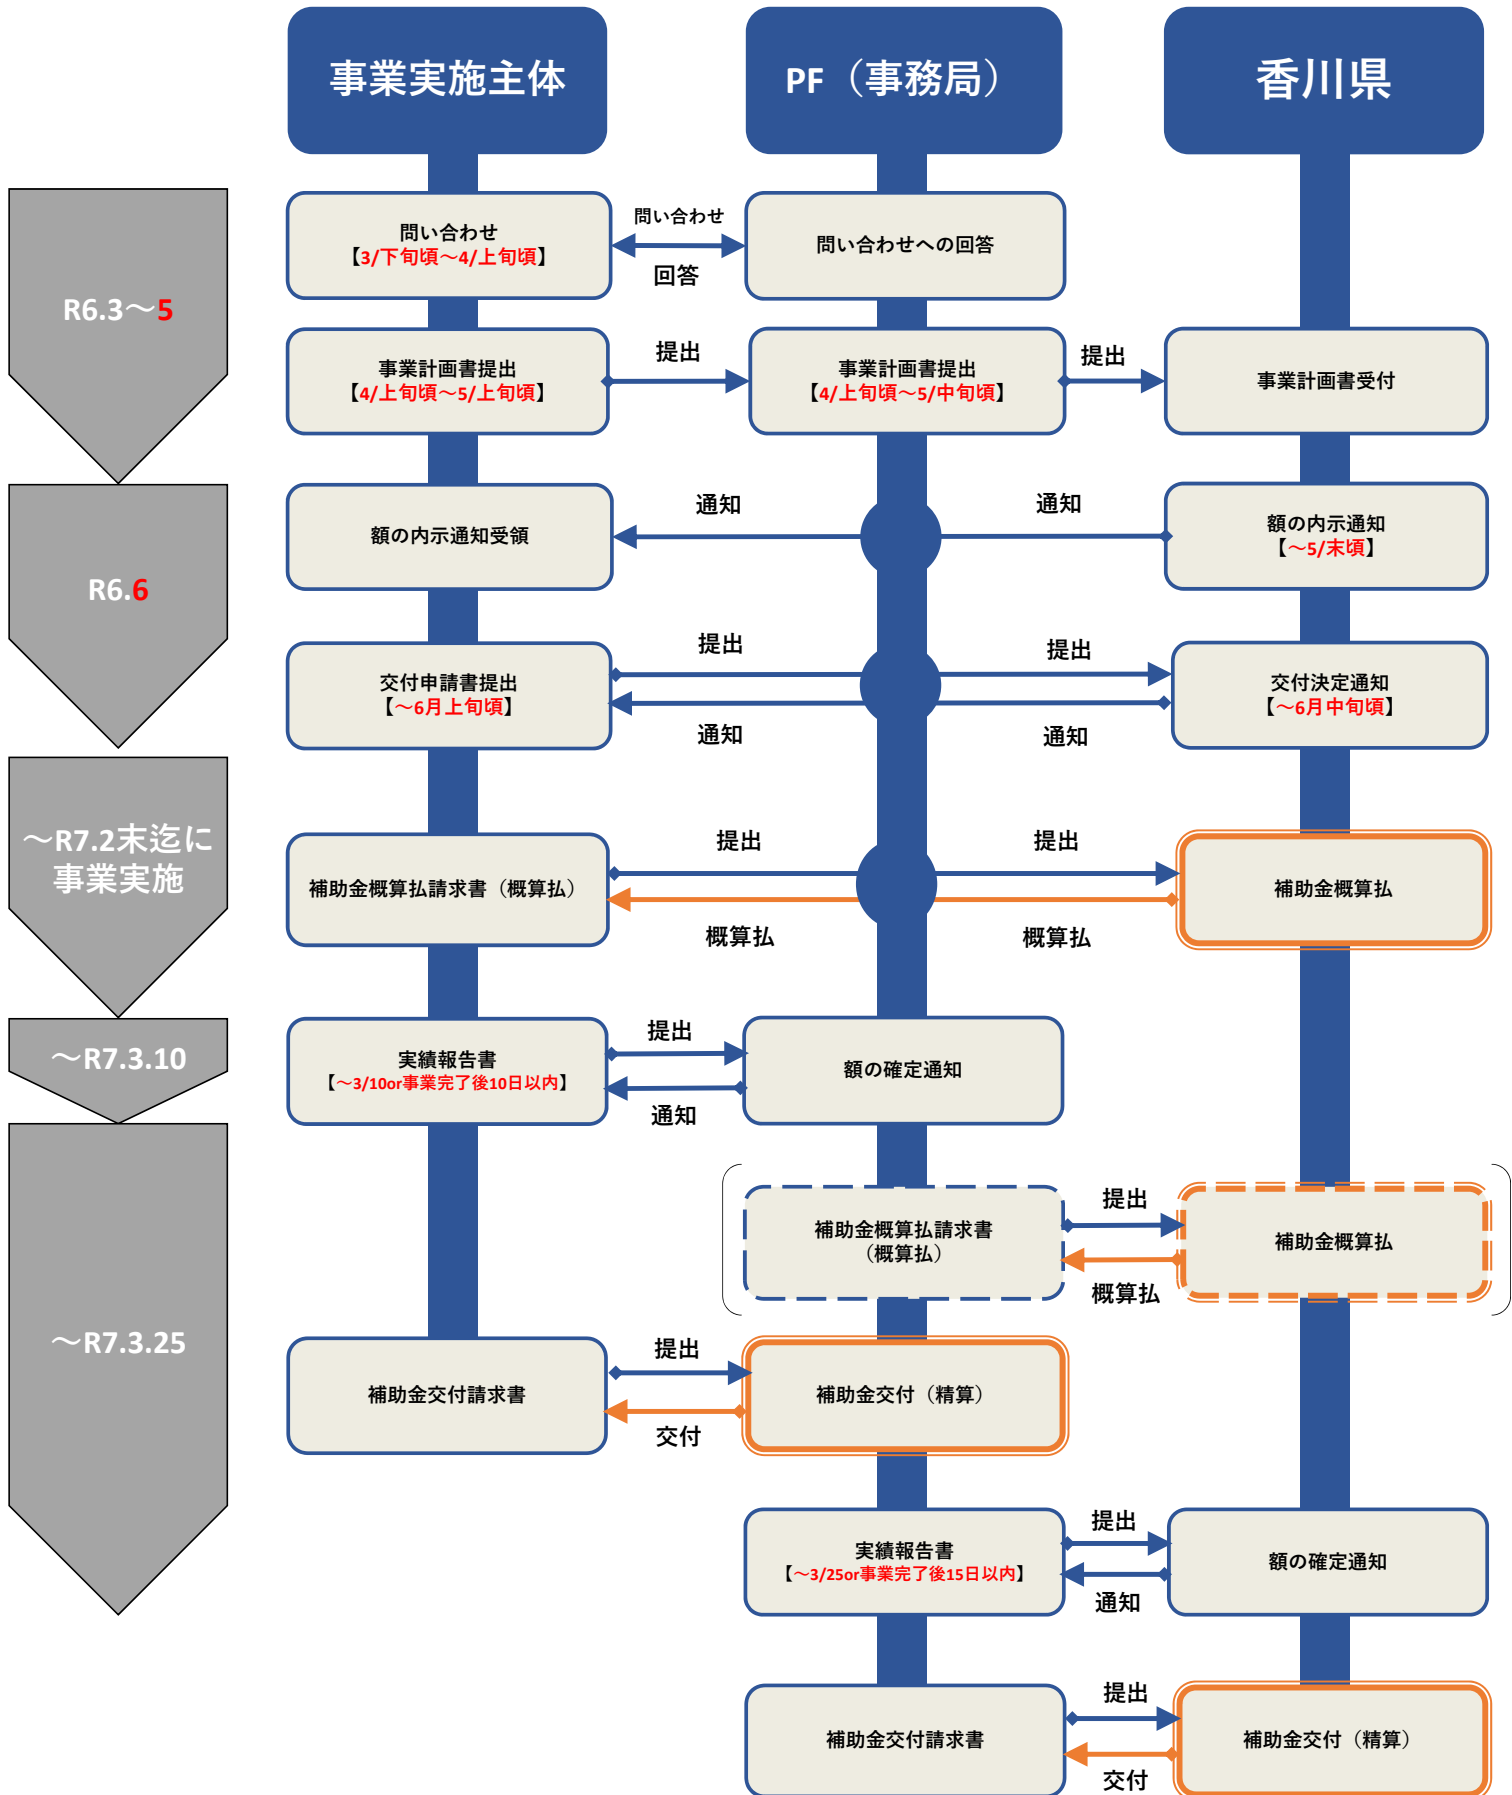 事業実施主体
PF（事務局）
香川県
R6.3～5
問い合わせ
【3/下旬頃～4/上旬頃】
問い合わせ
回答
問い合わせへの回答
事業計画書提出
【4/上旬頃～5/上旬頃】
提出
事業計画書提出
【4/上旬頃～5/中旬頃】
提出
事業計画書受付
R6.6
額の内示通知受領
通知
通知
額の内示通知
【～5/末頃】
交付申請書提出
【～6月上旬頃】
提出
通知
提出
通知
交付決定通知
【～6月中旬頃】
～R7.2末迄に
事業実施
補助金概算払請求書（概算払）
提出
概算払
提出
概算払
補助金概算払
～R7.3.10
実績報告書
【～3/10or事業完了後10日以内】
提出
通知
額の確定通知
～R7.3.25
補助金概算払請求書
（概算払）
提出
概算払
補助金概算払
補助金交付請求書
提出
交付
補助金交付（精算）
実績報告書
【～3/25or事業完了後15日以内】
提出
通知
額の確定通知
補助金交付請求書
提出
交付
補助金交付（精算）